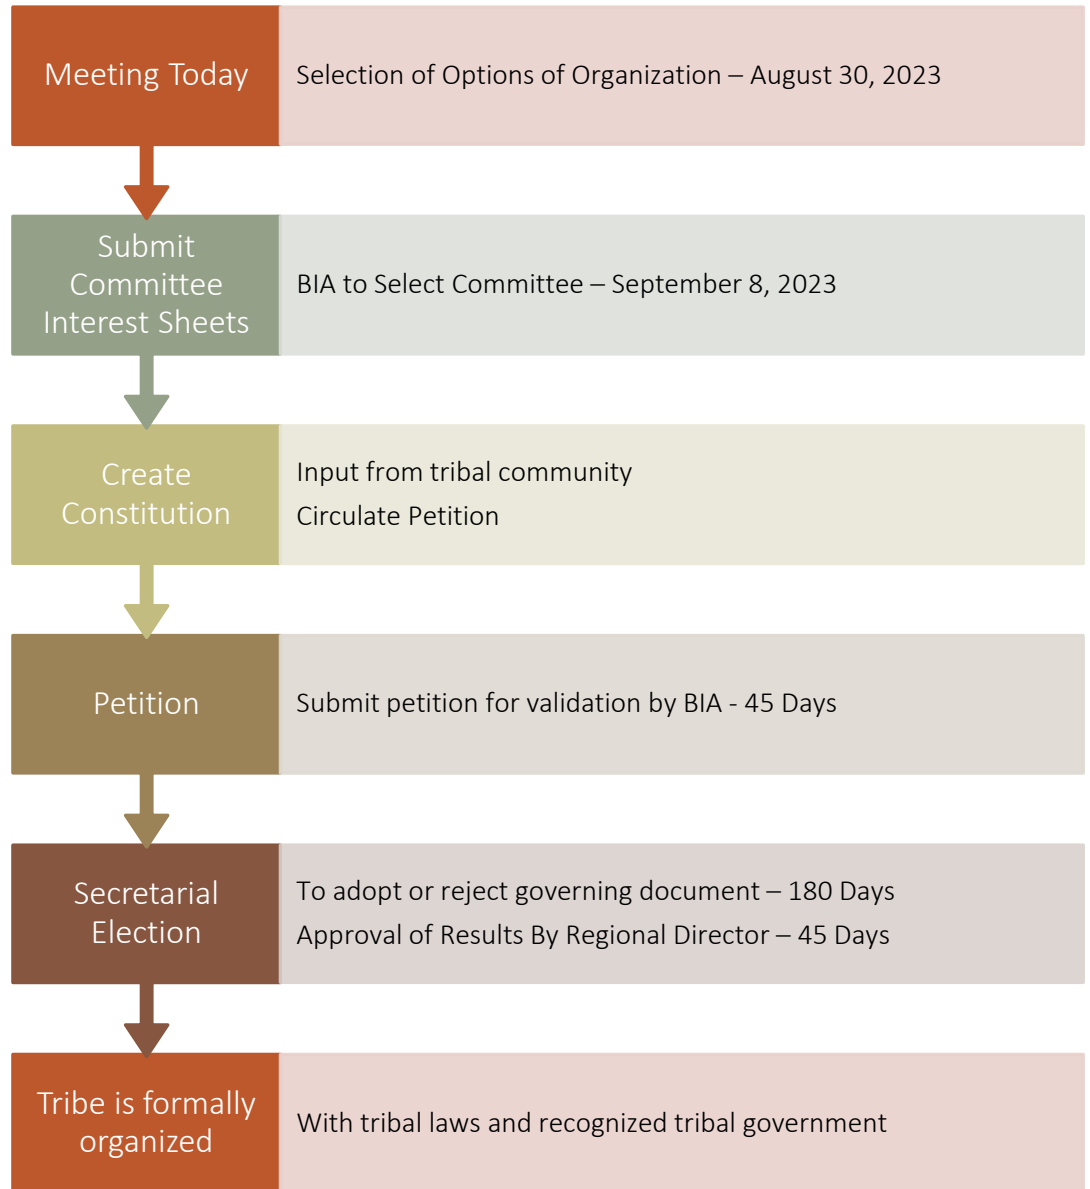 Meeting Today
Selection of Options of Organization – August 30, 2023
Submit
Committee
Interest Sheets
BIA to Select Committee – September 8, 2023
Create
Constitution
Input from tribal community
Circulate Petition
Petition
Submit petition for validation by BIA - 45 Days
Secretarial
Election
To adopt or reject governing document – 180 Days
Approval of Results By Regional Director – 45 Days
Tribe is formally
organized
With tribal laws and recognized tribal government